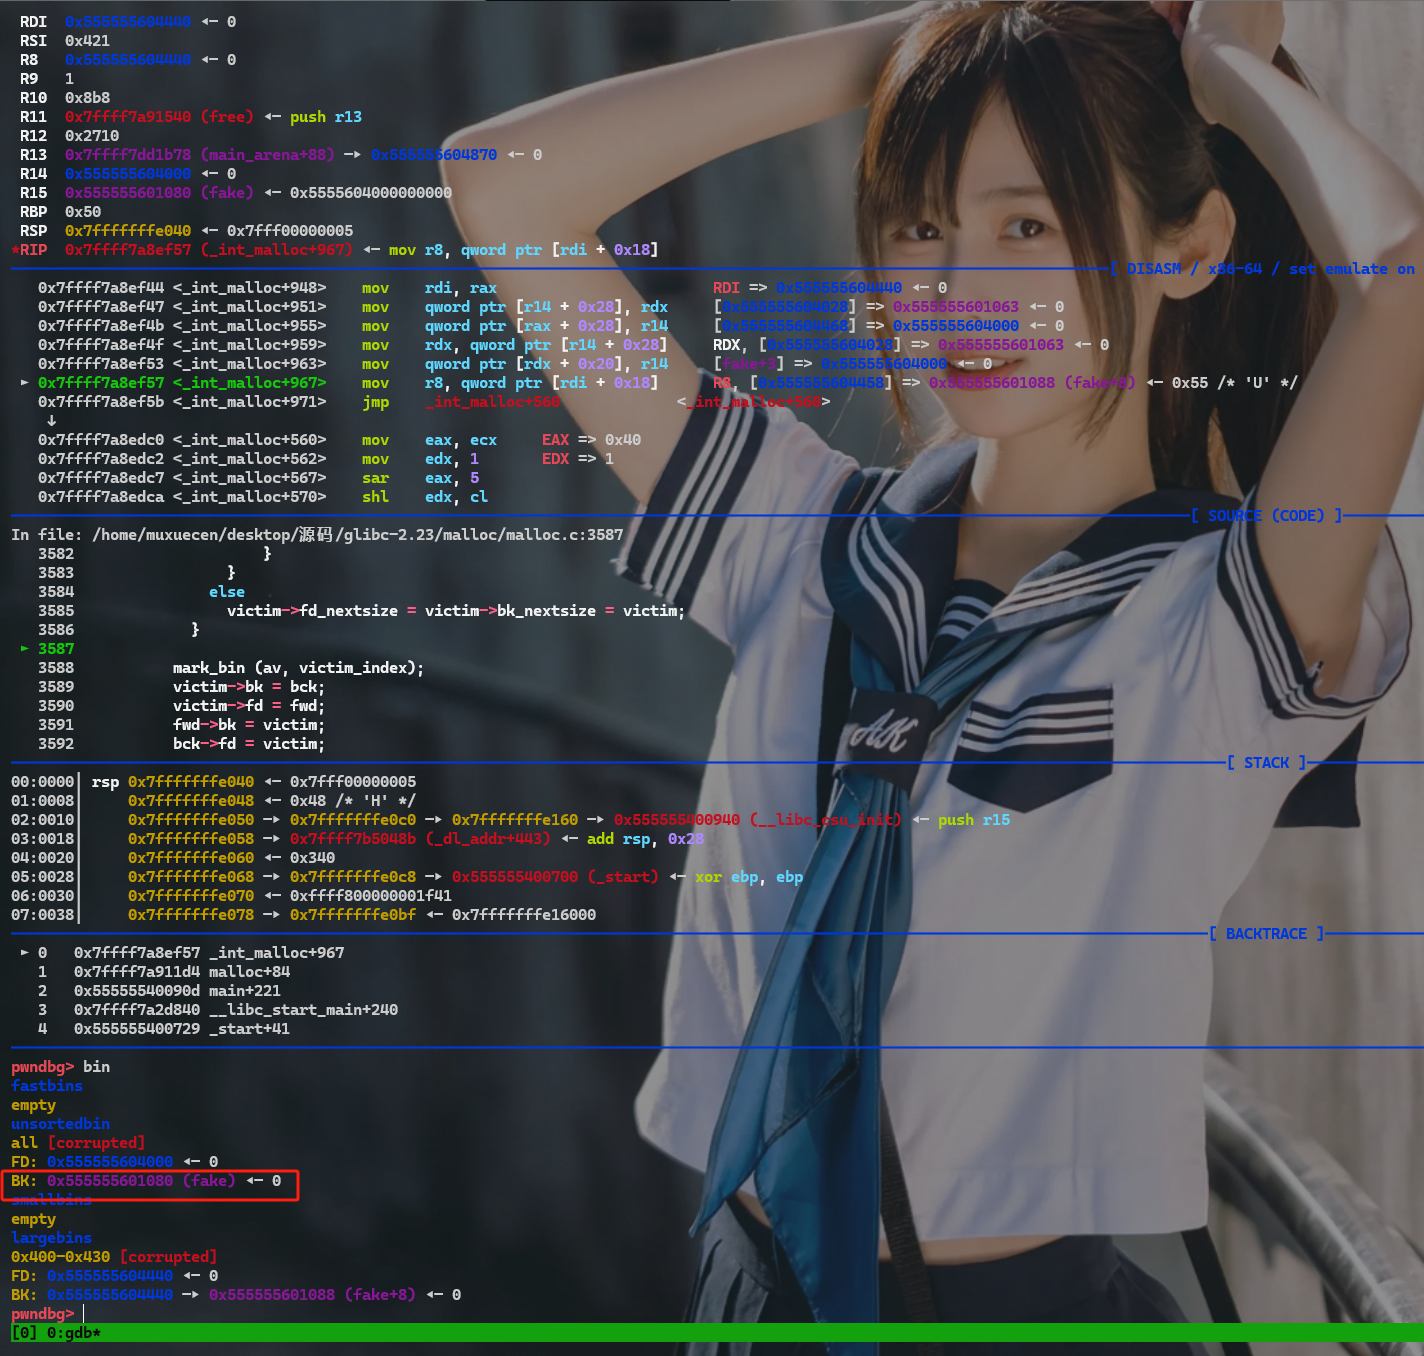 RDI 0x555555604440 ◂— 0
RSI 0x421
R8 0x555555604440 ◂— 0
R9 1
R10 0x8b8
R11 0x7ffff7a91540 (free) ◂— push r13
R12 0x2710
R13 0x7ffff7dd1b78 (main_arena+88) —▸ 0x555555604870 ◂— 0
R14 0x555555604000 ◂— 0
R15 0x555555601080 (fake) ◂— 0x5555604000000000
RBP 0x50
RSP 0x7fffffffe040 ◂— 0x7fff00000005
*RIP 0x7ffff7a8ef57 (_int_malloc+967) ◂— mov r8, qword ptr [rdi + 0x18]
[ DISASM / x86-64 / set emulate on
0x7ffff7a8ef44 <_int_malloc+948> mov rdi, rax RDI => 0x555555604440 ◂— 0
0x7ffff7a8ef47 <_int_malloc+951> mov qword ptr [r14 + 0x28], rdx [0x555555604028] => 0x555555601063 ◂— 0
0x7ffff7a8ef4b <_int_malloc+955> mov qword ptr [rax + 0x28], r14 [0x555555604468] => 0x555555604000 ◂— 0
0x7ffff7a8ef4f <_int_malloc+959> mov rdx, qword ptr [r14 + 0x28] RDX, [0x555555604028] => 0x555555601063 ◂— 0
0x7ffff7a8ef53 <_int_malloc+963> mov qword ptr [rdx + 0x20], r14 [fake+3] => 0x555555604000 ◂— 0
► 0x7ffff7a8ef57 <_int_malloc+967> mov r8, qword ptr [rdi + 0x18] R8, [0x555555604458] => 0x555555601088 (fake+8) ◂— 0x55 /* 'U' */
0x7ffff7a8ef5b <_int_malloc+971> jmp _int_malloc+560 <_int_malloc+560>
↓
0x7ffff7a8edc0 <_int_malloc+560> mov eax, ecx EAX => 0x40
0x7ffff7a8edc2 <_int_malloc+562> mov edx, 1 EDX => 1
0x7ffff7a8edc7 <_int_malloc+567> sar eax, 5
0x7ffff7a8edca <_int_malloc+570> shl edx, cl
[ SOURCE (CODE) ]
In file: /home/muxuecen/desktop/源码/glibc-2.23/malloc/malloc.c:3587
3582 }
3583 }
3584 else
3585 victim->fd_nextsize = victim->bk_nextsize = victim;
3586 }
► 3587
3588 mark_bin (av, victim_index);
3589 victim->bk = bck;
3590 victim->fd = fwd;
3591 fwd->bk = victim;
3592 bck->fd = victim;
[ STACK ]
00:0000│ rsp 0x7fffffffe040 ◂— 0x7fff00000005
01:0008│ 0x7fffffffe048 ◂— 0x48 /* 'H' */
02:0010│ 0x7fffffffe050 —▸ 0x7fffffffe0c0 —▸ 0x7fffffffe160 —▸ 0x555555400940 (__libc_csu_init) ◂— push r15
03:0018│ 0x7fffffffe058 —▸ 0x7ffff7b5048b (_dl_addr+443) ◂— add rsp, 0x28
04:0020│ 0x7fffffffe060 ◂— 0x340
05:0028│ 0x7fffffffe068 —▸ 0x7fffffffe0c8 —▸ 0x555555400700 (_start) ◂— xor ebp, ebp
06:0030│ 0x7fffffffe070 ◂— 0xffff800000001f41
07:0038│ 0x7fffffffe078 —▸ 0x7fffffffe0bf ◂— 0x7fffffffe16000
[ BACKTRACE ]
► 0 0x7ffff7a8ef57 _int_malloc+967
1 0x7ffff7a911d4 malloc+84
2 0x55555540090d main+221
3 0x7ffff7a2d840 __libc_start_main+240
4 0x555555400729 _start+41
pwndbg> bin
fastbins
empty
unsortedbin
all [corrupted]
FD: 0x555555604000 ◂— 0
BK: 0x555555601080 (fake) ◂— 0
smallbins
empty
largebins
0x400-0x430 [corrupted]
FD: 0x555555604440 ◂— 0
BK: 0x555555604440 —▸ 0x555555601088 (fake+8) ◂— 0
pwndbg>
[0] 0:gdb*
AK